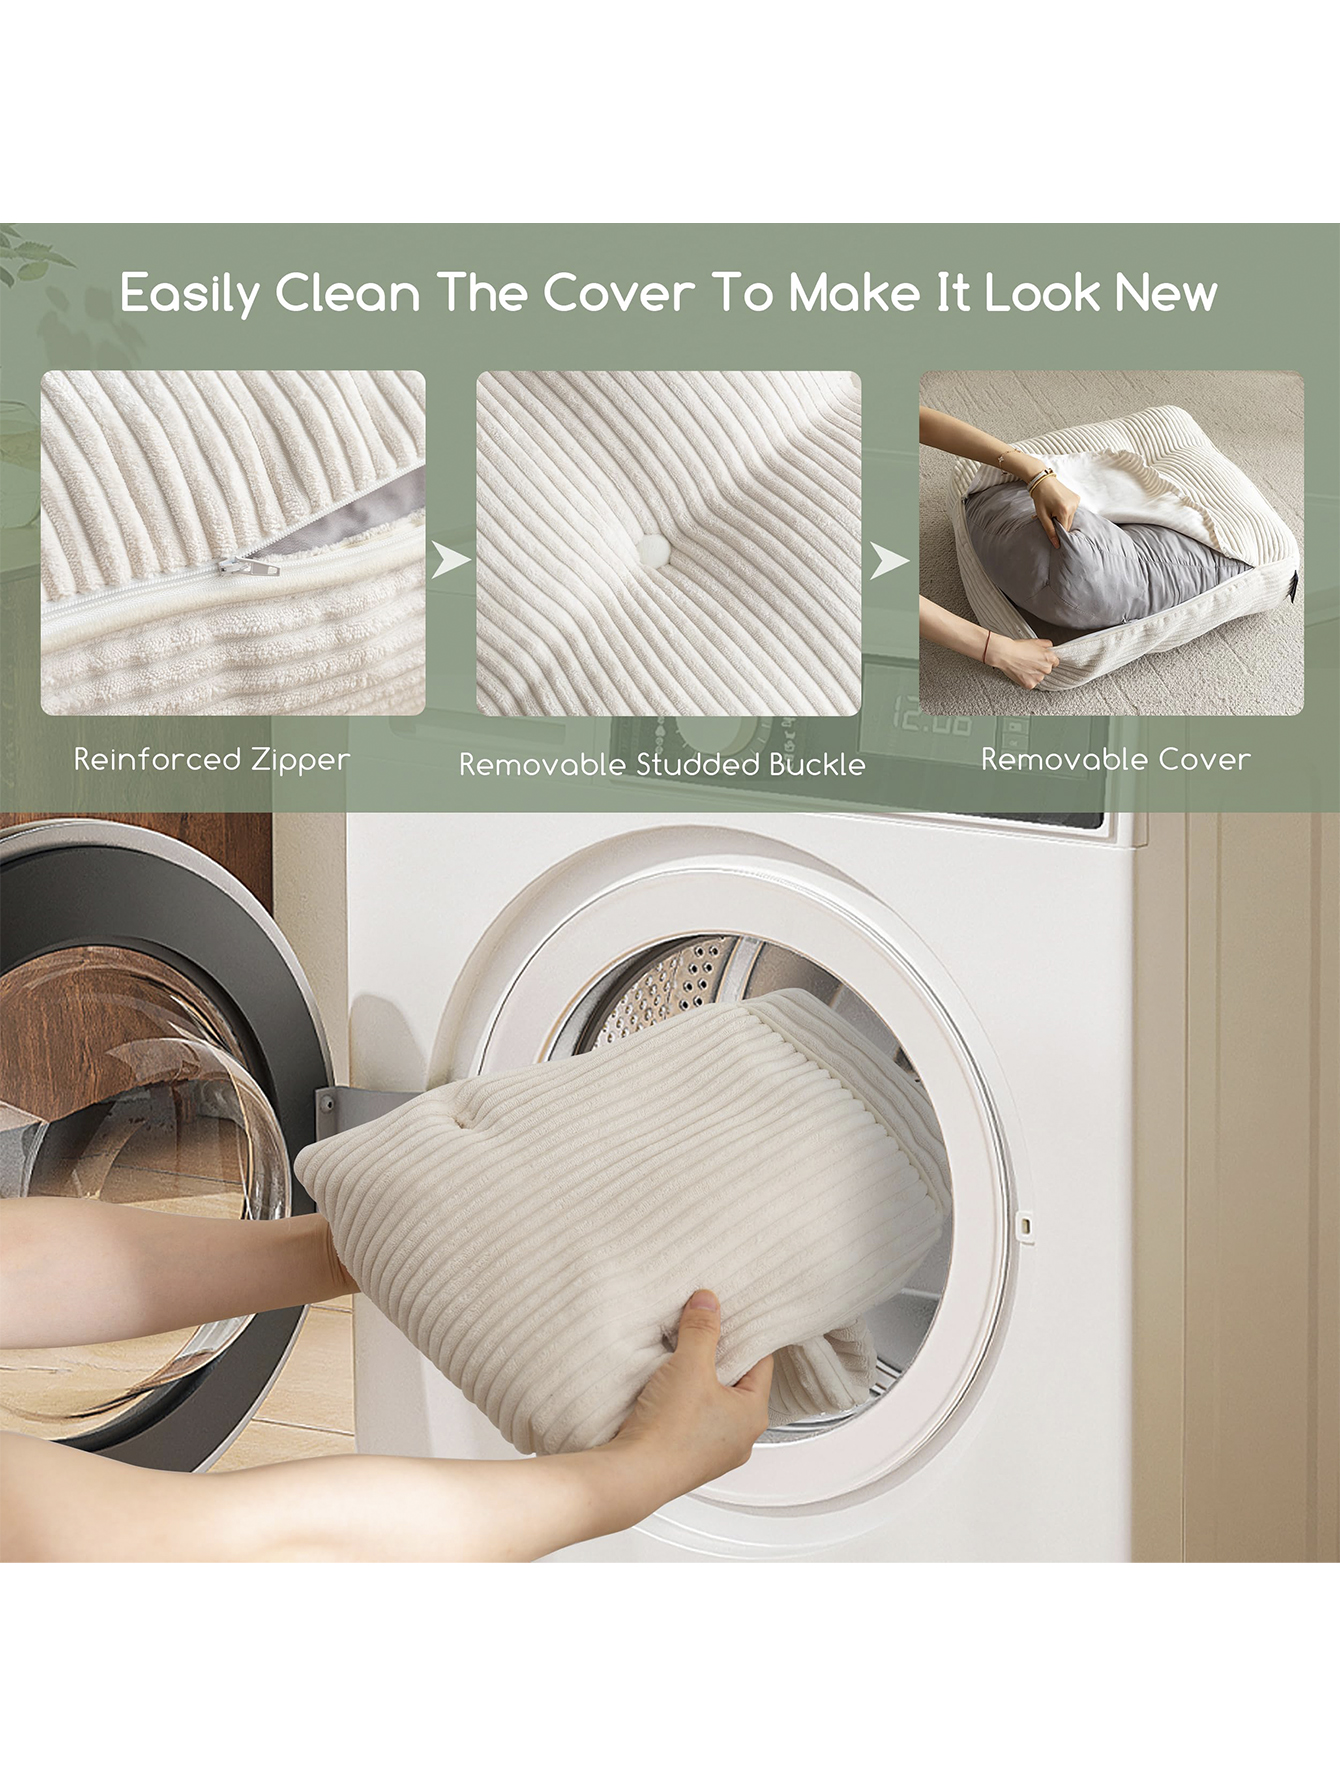 Easily Clean The Cover To Make It Look New
Reinforced Zipper
Removable Studded Buckle
Removable Cover